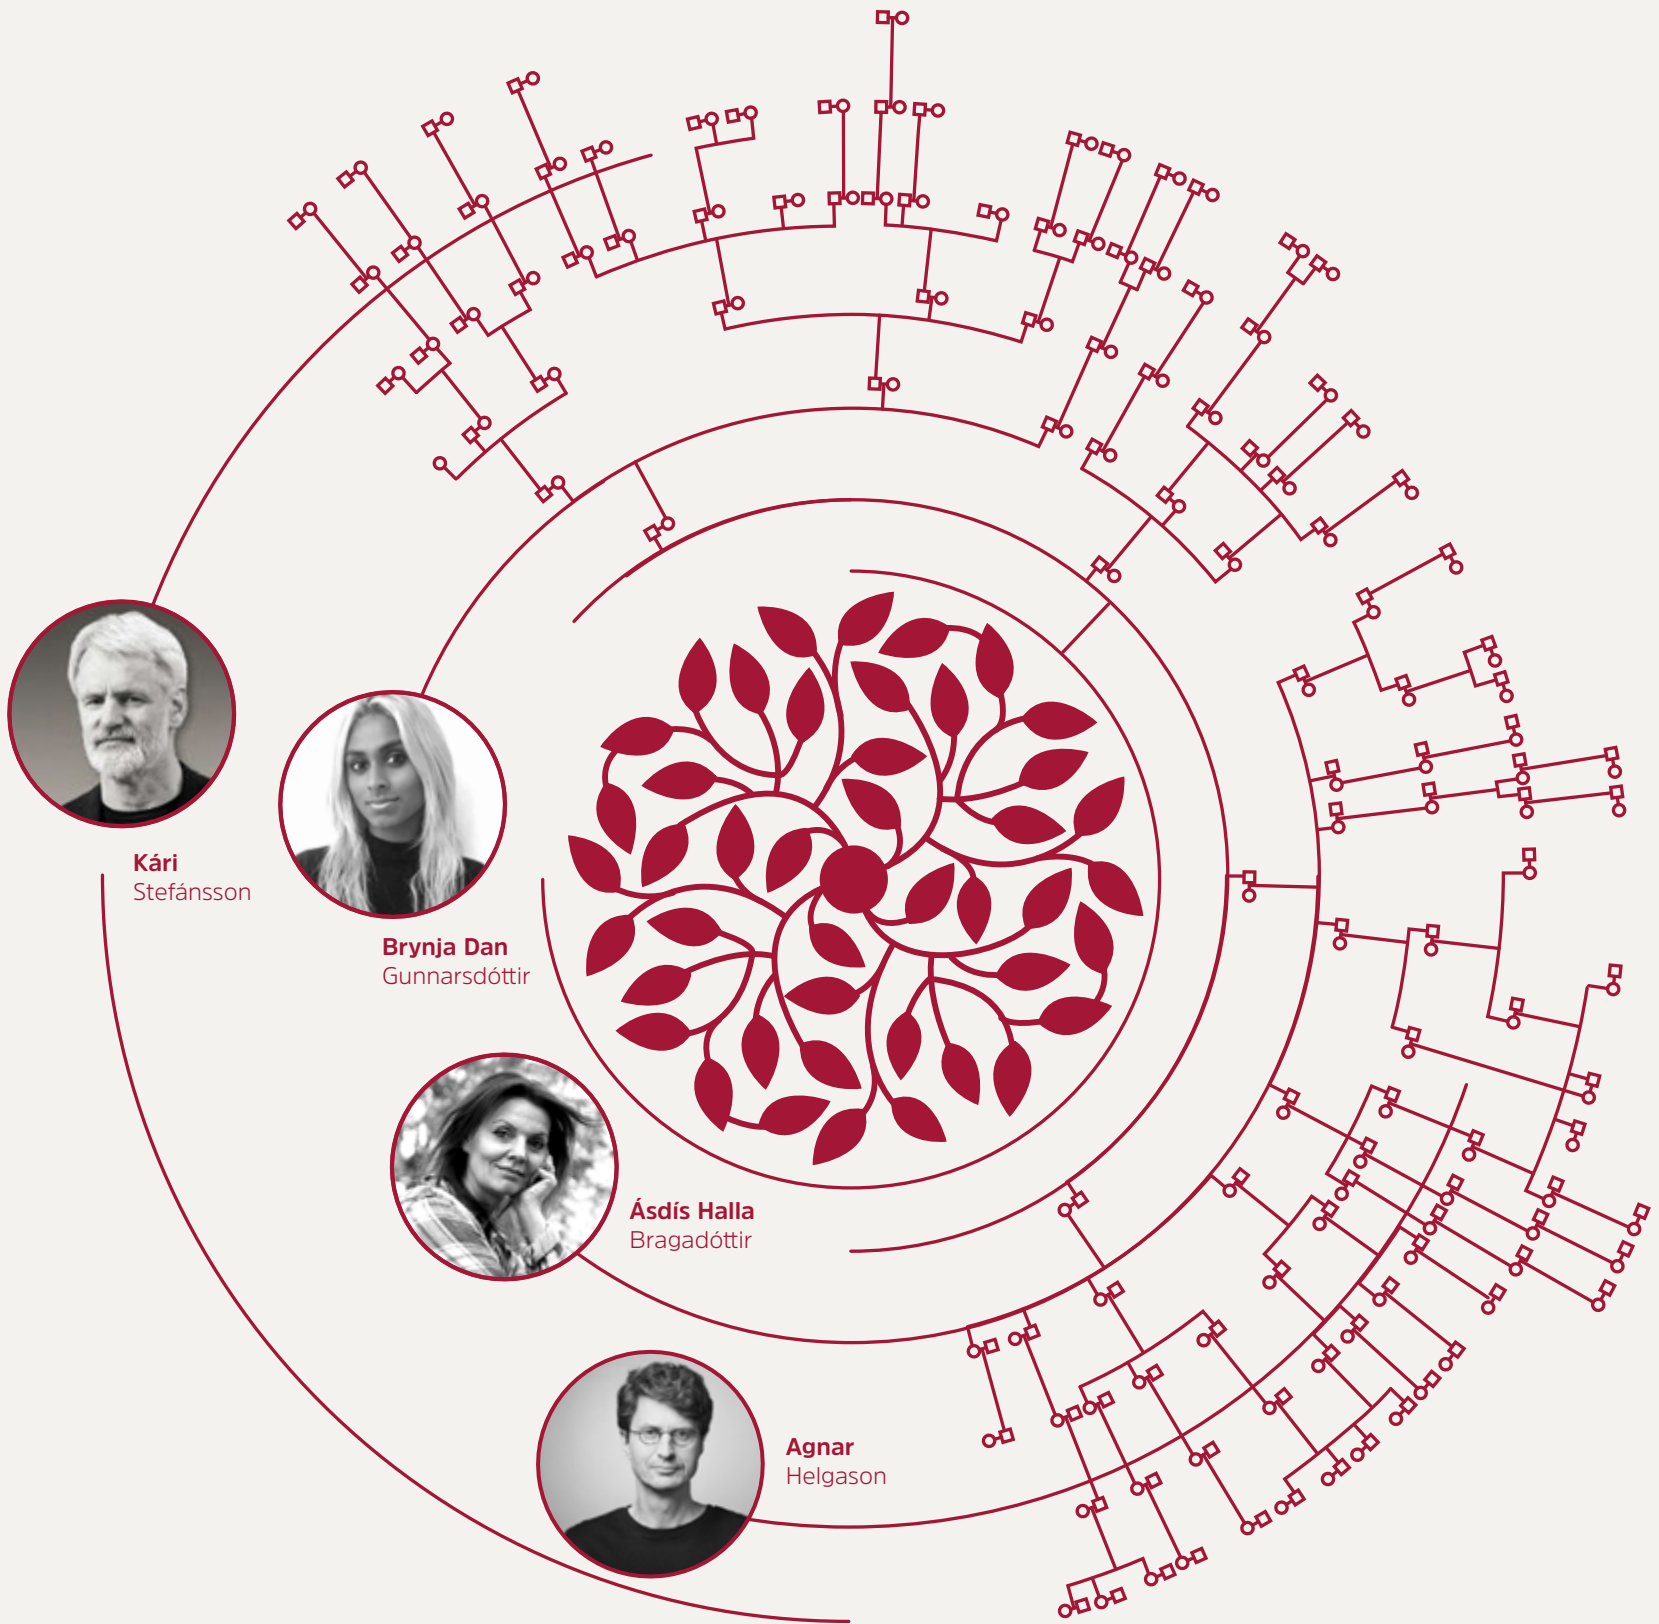 Kári
Stefánsson
Brynja Dan
Gunnarsdóttir
Ásdís Halla
Bragadóttir
Agnar
Helgason